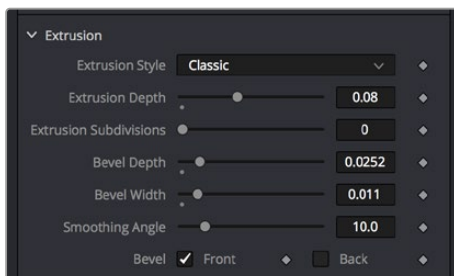 Extrusion
Extrusion Style Classic
Extrusion Depth 0.08
Extrusion Subdivisions 0
Bevel Depth 0.0252
Bevel Width 0.011
Smoothing Angle 10.0
Bevel Front Back